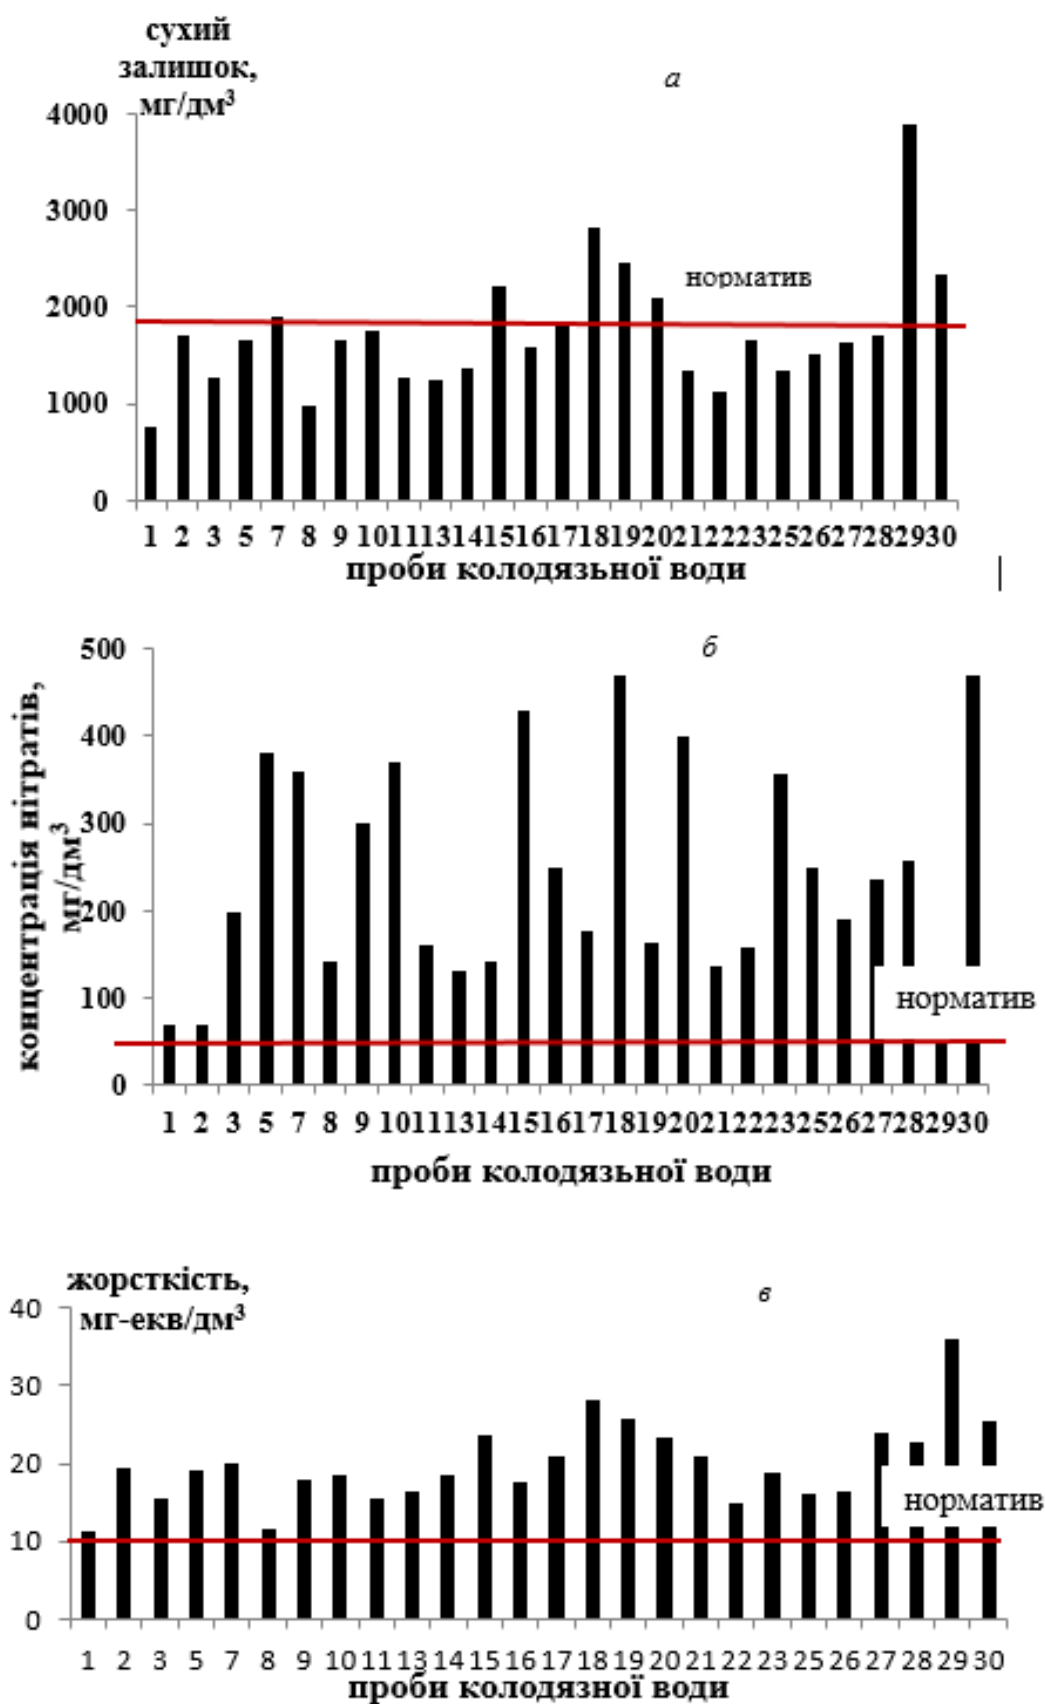 сухий
залишок,
мг/дм³
а
4000
3000
2000
1000
0
норматив
1 2 3 5 7 8 9 10 11 13 14 15 16 17 18 19 20 21 22 23 25 26 27 28 29 30
проби колодязьної води
б
концентрація нітратів,
мг/дм³
500
400
300
200
100
0
норматив
1 2 3 5 7 8 9 10 11 13 14 15 16 17 18 19 20 21 22 23 25 26 27 28 29 30
проби колодязьної води
жорсткість,
мг-екв/дм³
в
40
30
20
10
0
норматив
1 2 3 5 7 8 9 10 11 13 14 15 16 17 18 19 20 21 22 23 25 26 27 28 29 30
проби колодязної води